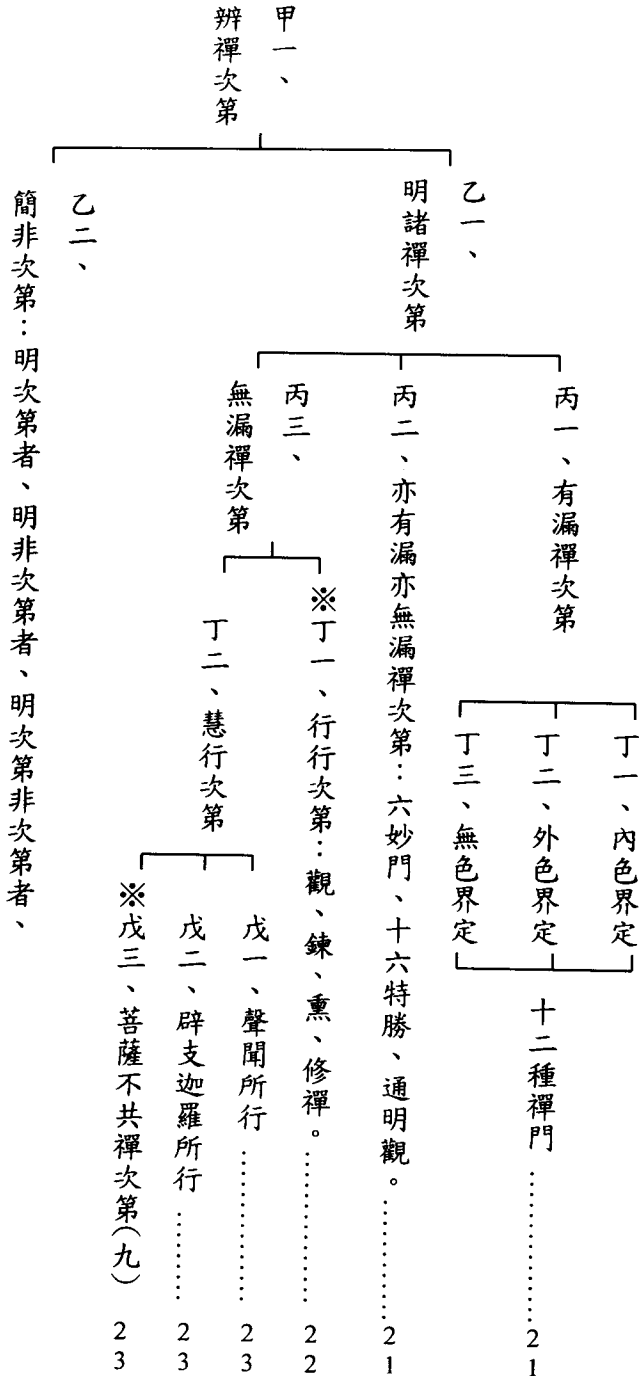 甲一、
辨禪次第
乙一、
明諸禪次第
丙一、有漏禪次第
丁一、內色界定
丁二、外色界定
丁三、無色界定
十二種禪門…………21
丙二、亦有漏亦無漏禪次第：六妙門、十六特勝、通明觀。…………21
丙三、
無漏禪次第
※丁一、行行次第：觀、鍊、熏、修禪。…………22
丁二、慧行次第
戊一、聲聞所行…………23
戊二、辟支迦羅所行…………23
※戊三、菩薩不共禪次第(九) 23
乙二、
簡非次第：明次第者、明非次第者、明次第非次第者、